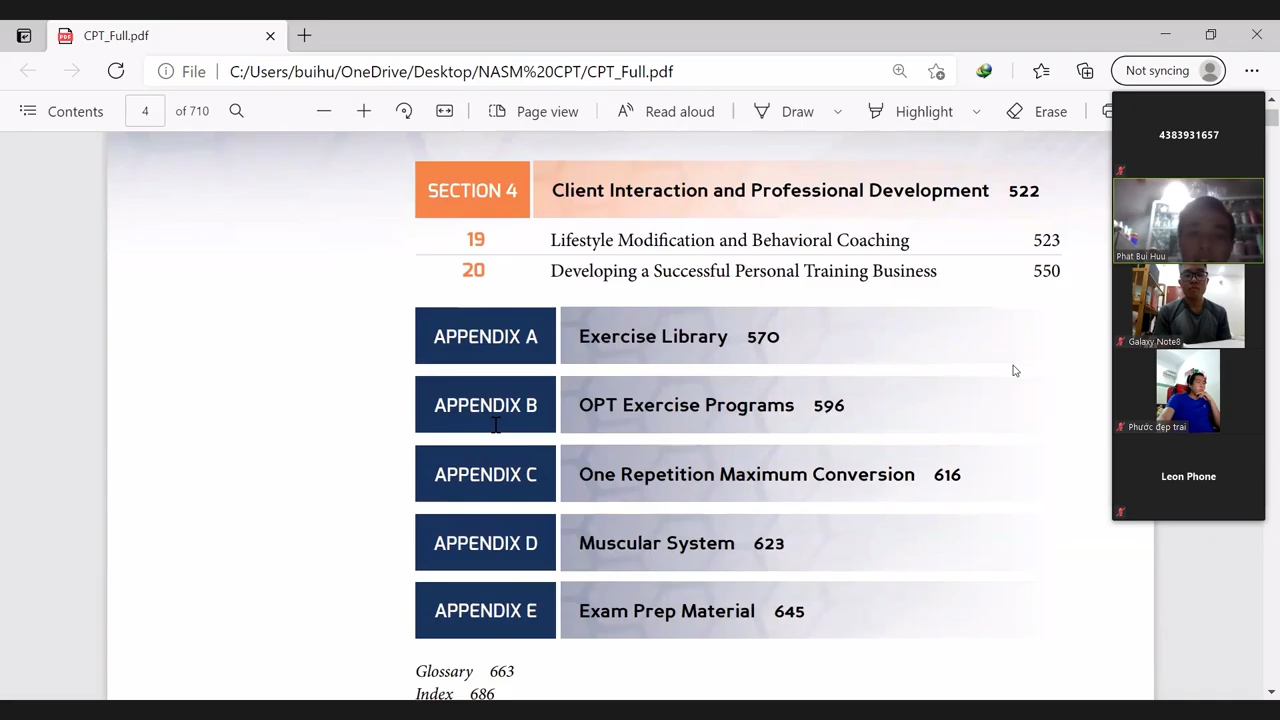 CPT_Full.pdf
File
C:/Users/buihu/OneDrive/Desktop/NASM%20CPT/CPT_Full.pdf
Not syncing
Contents
4
of 710
Page view
Read aloud
Draw
Highlight
Erase
SECTION 4
Client Interaction and Professional Development 522
19 Lifestyle Modification and Behavioral Coaching 523
20 Developing a Successful Personal Training Business 550
APPENDIX A
Exercise Library 570
APPENDIX B
OPT Exercise Programs 596
APPENDIX C
One Repetition Maximum Conversion 616
APPENDIX D
Muscular System 623
APPENDIX E
Exam Prep Material 645
Glossary 663
Index 686
4383931657
Phat Bui Huu
Galaxy Note8
Phước đẹp trai
Leon Phone